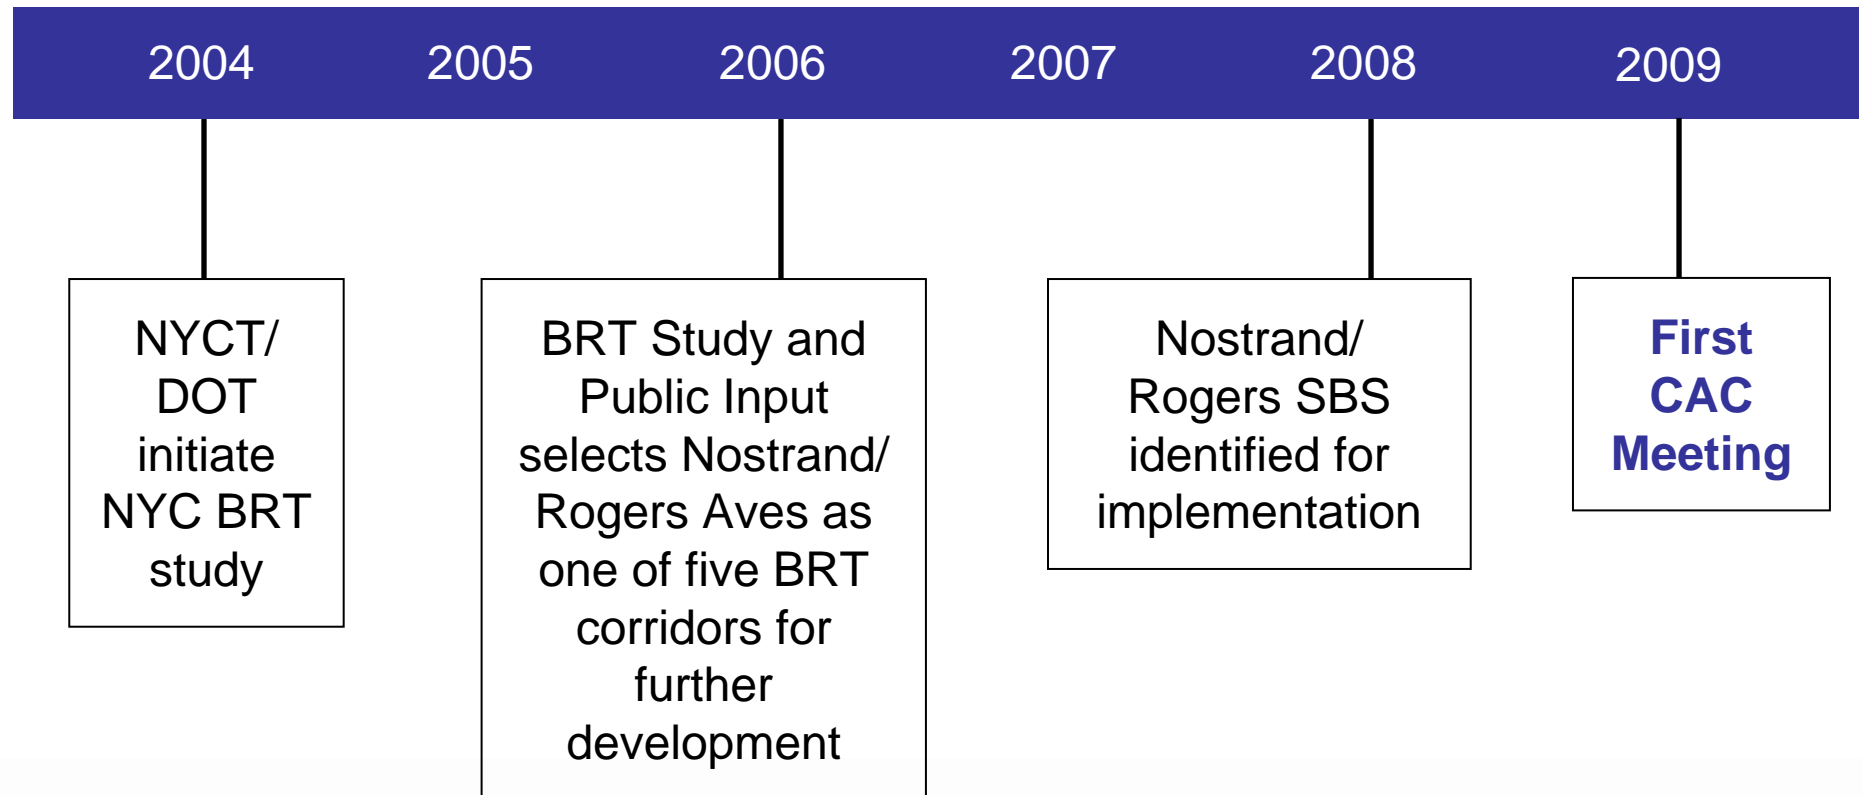 2004 2005 2006 2007 2008 2009
NYCT/
DOT
initiate
NYC BRT
study
BRT Study and
Public Input
selects Nostrand/
Rogers Aves as
one of five BRT
corridors for
further
development
Nostrand/
Rogers SBS
identified for
implementation
First
CAC
Meeting